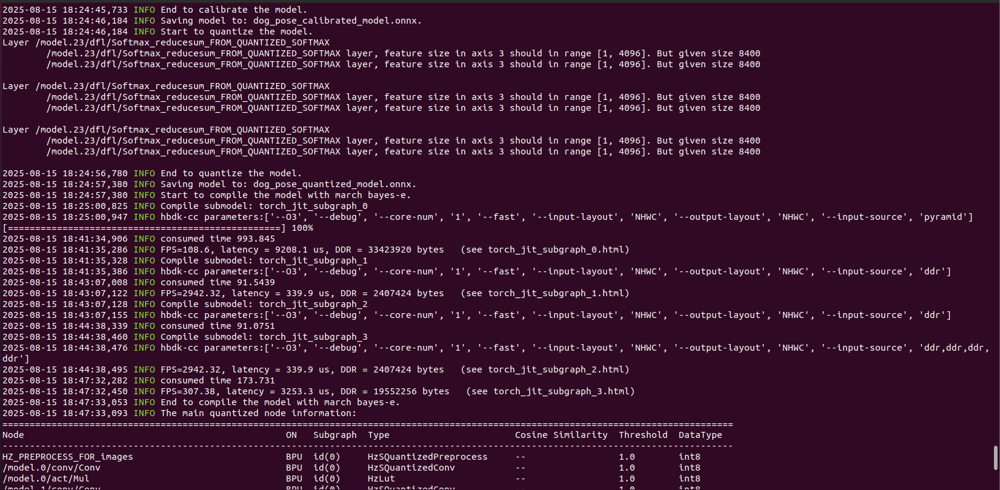 2025-08-15 18:24:45,733 INFO End to calibrate the model.
2025-08-15 18:24:46,184 INFO Saving model to: dog_pose_calibrated_model.onnx.
2025-08-15 18:24:46,184 INFO Start to quantize the model.
Layer /model.23/dfl/Softmax_reducesum_FROM_QUANTIZED_SOFTMAX
        /model.23/dfl/Softmax_reducesum_FROM_QUANTIZED_SOFTMAX layer, feature size in axis 3 should in range [1, 4096]. But given size 8400
        /model.23/dfl/Softmax_reducesum_FROM_QUANTIZED_SOFTMAX layer, feature size in axis 3 should in range [1, 4096]. But given size 8400

Layer /model.23/dfl/Softmax_reducesum_FROM_QUANTIZED_SOFTMAX
        /model.23/dfl/Softmax_reducesum_FROM_QUANTIZED_SOFTMAX layer, feature size in axis 3 should in range [1, 4096]. But given size 8400
        /model.23/dfl/Softmax_reducesum_FROM_QUANTIZED_SOFTMAX layer, feature size in axis 3 should in range [1, 4096]. But given size 8400

Layer /model.23/dfl/Softmax_reducesum_FROM_QUANTIZED_SOFTMAX
        /model.23/dfl/Softmax_reducesum_FROM_QUANTIZED_SOFTMAX layer, feature size in axis 3 should in range [1, 4096]. But given size 8400
        /model.23/dfl/Softmax_reducesum_FROM_QUANTIZED_SOFTMAX layer, feature size in axis 3 should in range [1, 4096]. But given size 8400

2025-08-15 18:24:56,780 INFO End to quantize the model.
2025-08-15 18:24:57,380 INFO Saving model to: dog_pose_quantized_model.onnx.
2025-08-15 18:24:57,380 INFO Start to compile the model with march bayes-e.
2025-08-15 18:25:00,825 INFO Compile submodel: torch_jit_subgraph_0
2025-08-15 18:25:00,947 INFO hbdk-cc parameters:['--O3', '--debug', '--core-num', '1', '--fast', '--input-layout', 'NHWC', '--output-layout', 'NHWC', '--input-source', 'pyramid']
[==================================================] 100%
2025-08-15 18:41:34,906 INFO consumed time 993.845
2025-08-15 18:41:35,286 INFO FPS=108.6, latency = 9208.1 us, DDR = 33423920 bytes   (see torch_jit_subgraph_0.html)
2025-08-15 18:41:35,328 INFO Compile submodel: torch_jit_subgraph_1
2025-08-15 18:41:35,386 INFO hbdk-cc parameters:['--O3', '--debug', '--core-num', '1', '--fast', '--input-layout', 'NHWC', '--output-layout', 'NHWC', '--input-source', 'ddr']
2025-08-15 18:43:07,008 INFO consumed time 91.5439
2025-08-15 18:43:07,122 INFO FPS=2942.32, latency = 339.9 us, DDR = 2407424 bytes   (see torch_jit_subgraph_1.html)
2025-08-15 18:43:07,128 INFO Compile submodel: torch_jit_subgraph_2
2025-08-15 18:43:07,155 INFO hbdk-cc parameters:['--O3', '--debug', '--core-num', '1', '--fast', '--input-layout', 'NHWC', '--output-layout', 'NHWC', '--input-source', 'ddr']
2025-08-15 18:44:38,339 INFO consumed time 91.0751
2025-08-15 18:44:38,460 INFO Compile submodel: torch_jit_subgraph_3
2025-08-15 18:44:38,476 INFO hbdk-cc parameters:['--O3', '--debug', '--core-num', '1', '--fast', '--input-layout', 'NHWC', '--output-layout', 'NHWC', '--input-source', 'ddr,ddr,ddr,
ddr']
2025-08-15 18:44:38,495 INFO FPS=2942.32, latency = 339.9 us, DDR = 2407424 bytes   (see torch_jit_subgraph_2.html)
2025-08-15 18:47:32,282 INFO consumed time 173.731
2025-08-15 18:47:32,450 INFO FPS=307.38, latency = 3253.3 us, DDR = 19552256 bytes   (see torch_jit_subgraph_3.html)
2025-08-15 18:47:33,053 INFO End to compile the model with march bayes-e.
2025-08-15 18:47:33,093 INFO The main quantized node information:
======================================================================================================================================
Node                                                ON   Subgraph  Type                       Cosine Similarity  Threshold  DataType
--------------------------------------------------------------------------------------------------------------------------------------
HZ_PREPROCESS_FOR_images                            BPU  id(0)     HzSQuantizedPreprocess     --                 1.0        int8
/model.0/conv/Conv                                  BPU  id(0)     HzSQuantizedConv           --                 1.0        int8
/model.0/act/Mul                                    BPU  id(0)     HzLut                      --                 1.0        int8
/model.1/conv/Conv                                  BPU  id(0)     HzSQuantizedConv           --                 1.0        int8